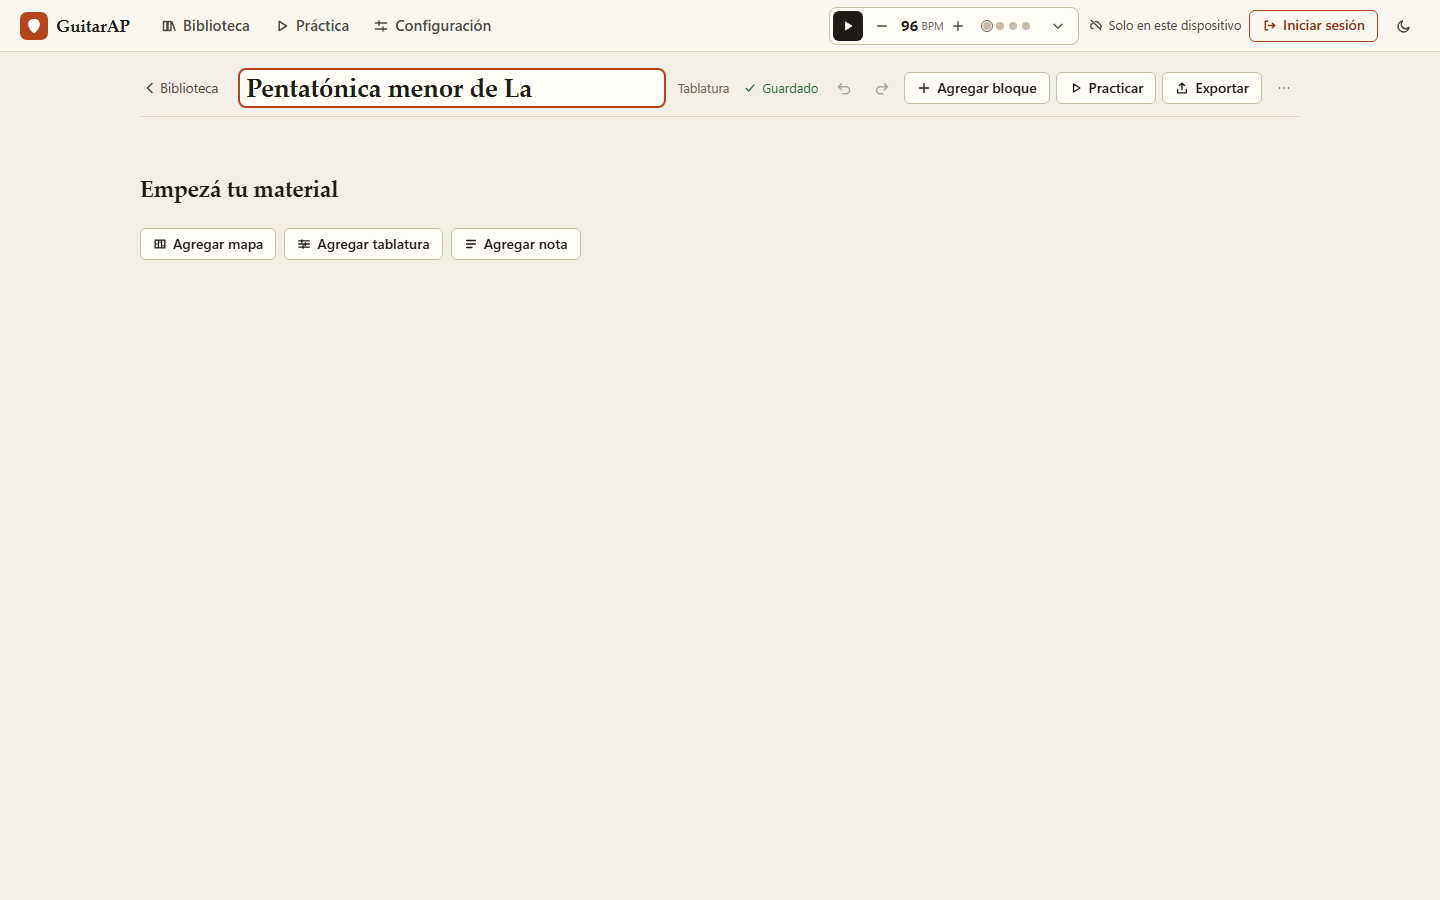 GuitarAP Biblioteca Práctica Configuración 96 BPM Solo en este dispositivo Iniciar sesión
Biblioteca Pentatónica menor de La Tablatura Guardado Agregar bloque Practicar Exportar ...
Empezá tu material
Agregar mapa Agregar tablatura Agregar nota